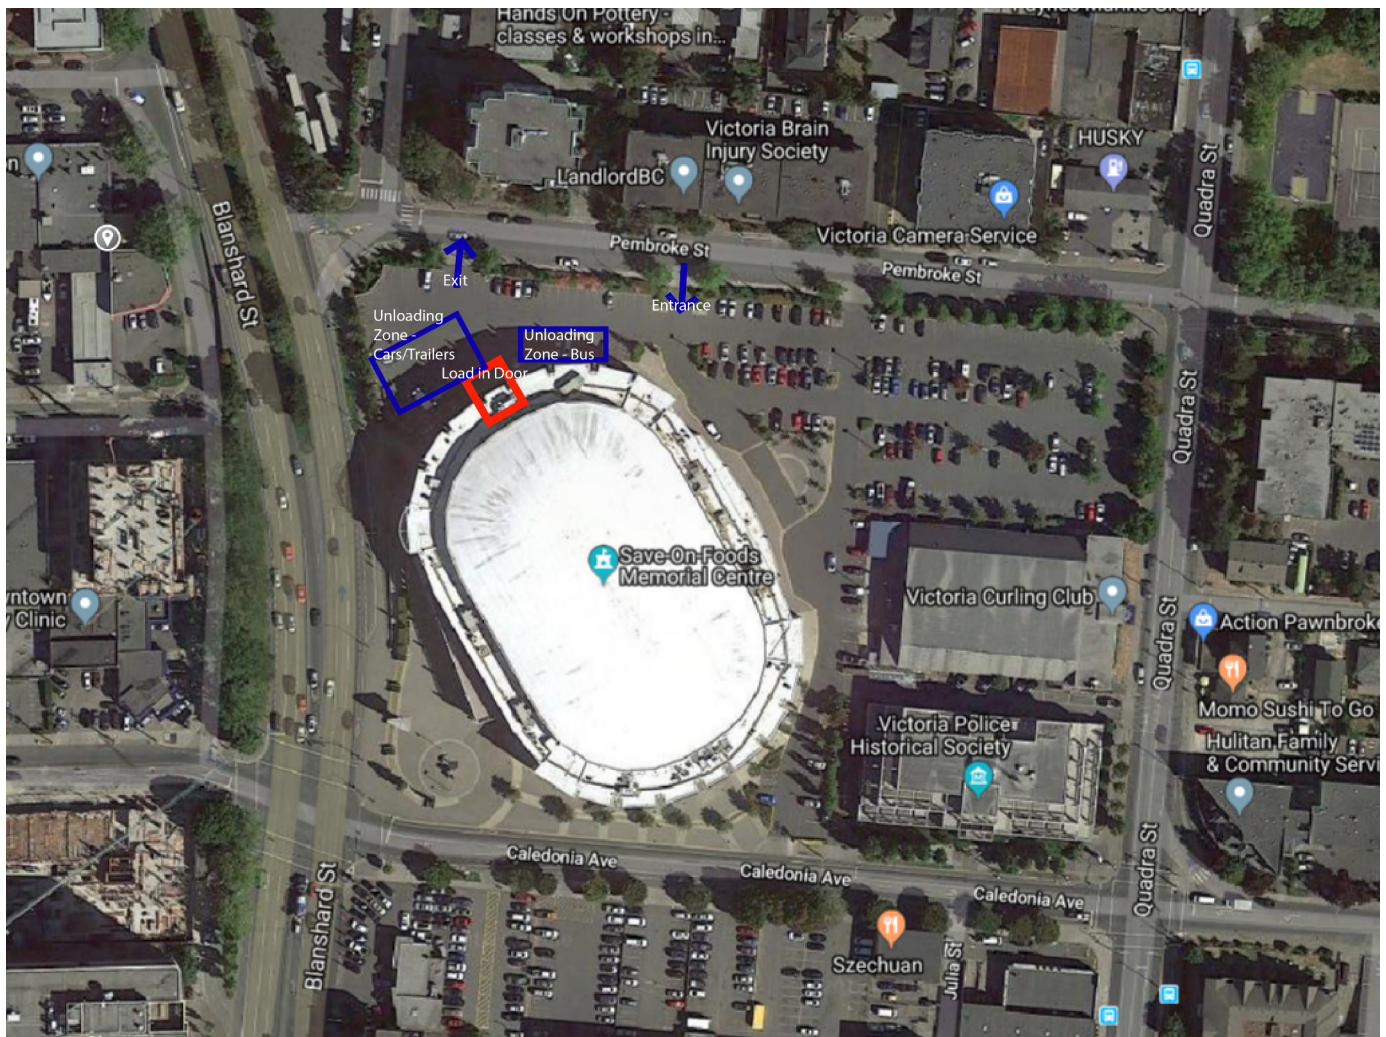 Hands On Pottery -
classes & workshops in...
Victoria Brain
Injury Society
HUSKY
LandlordBC
Quadra St
Blanshard St
Victoria Camera Service
Pembroke St
Pembroke St
Exit
Entrance
Unloading
Zone -
Cars/Trailers
Unloading
Zone - Bus
Load in Door
Quadra St
Save-On-Foods
Memorial Centre
Victoria Curling Club
Clinic
Quadra St
Action Pawnbroke
Momo Sushi To Go
Victoria Police
Historical Society
Hulitan Family
& Community Servi
Caledonia Ave
Caledonia Ave
Caledonia Ave
Quadra St
Blanshard St
Szechuan
Julia St